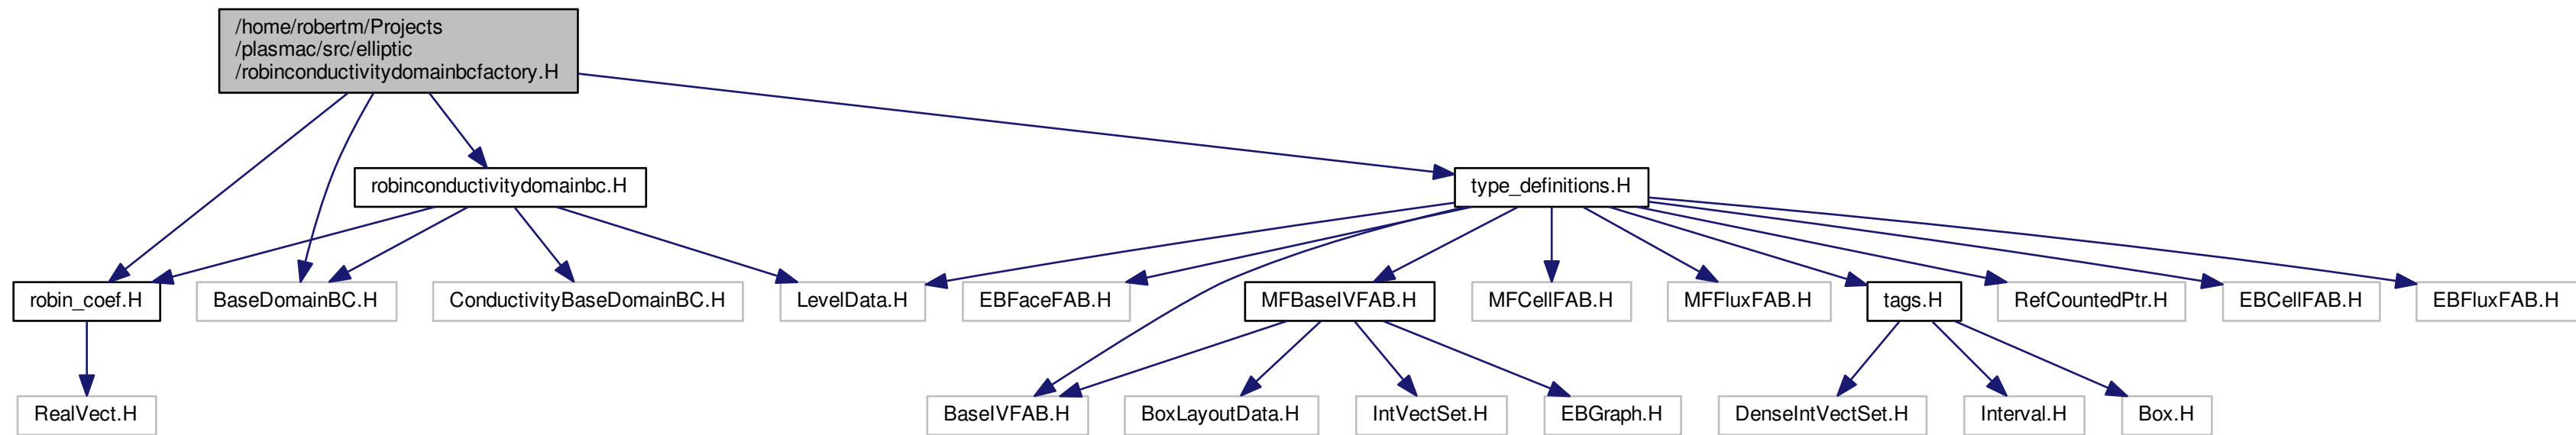 /home/robertm/Projects
/plasmac/src/elliptic
/robinconductivitydomainbcfactory.H
robinconductivitydomainbc.H
type_definitions.H
robin_coef.H
BaseDomainBC.H
ConductivityBaseDomainBC.H
LevelData.H
EBFaceFAB.H
MFBaseIVFAB.H
MFCellFAB.H
MFFluxFAB.H
tags.H
RefCountedPtr.H
EBCellFAB.H
EBFluxFAB.H
RealVect.H
BaseIVFAB.H
BoxLayoutData.H
IntVectSet.H
EBGraph.H
DenseIntVectSet.H
Interval.H
Box.H